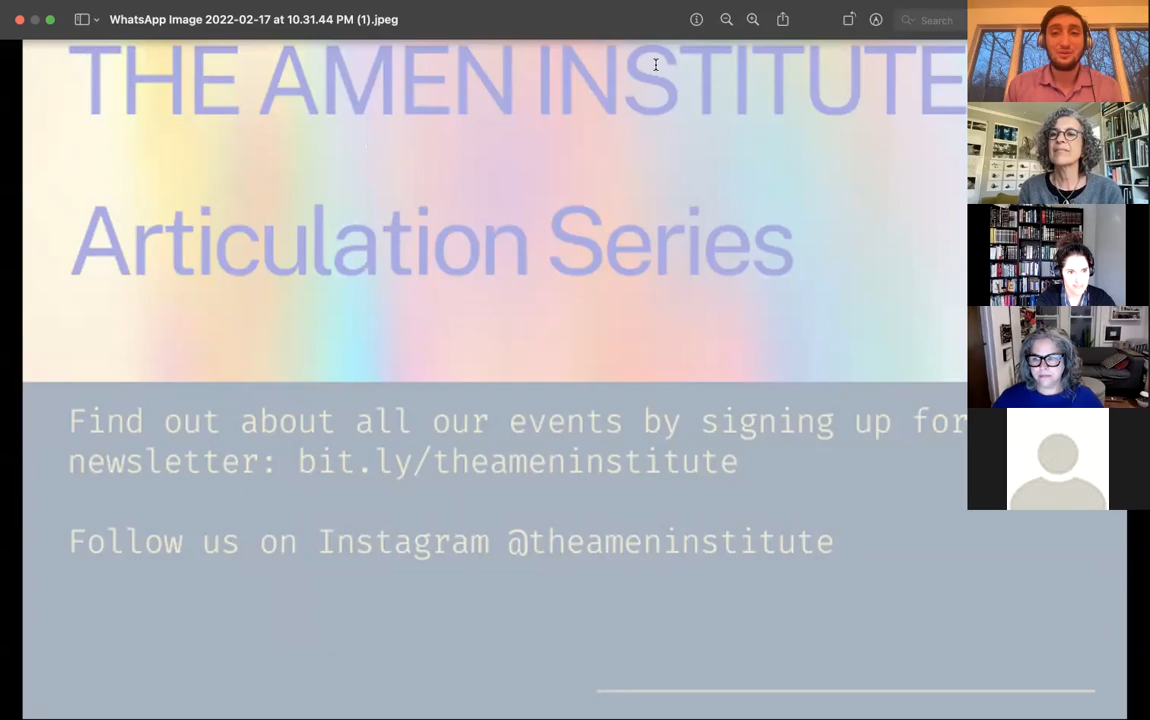 WhatsApp Image 2022-02-17 at 10.31.44 PM (1).jpeg
Search
THE AMEN INSTITUTE
Articulation Series
Find out about all our events by signing up for
newsletter: bit.ly/theameninstitute
Follow us on Instagram @theameninstitute